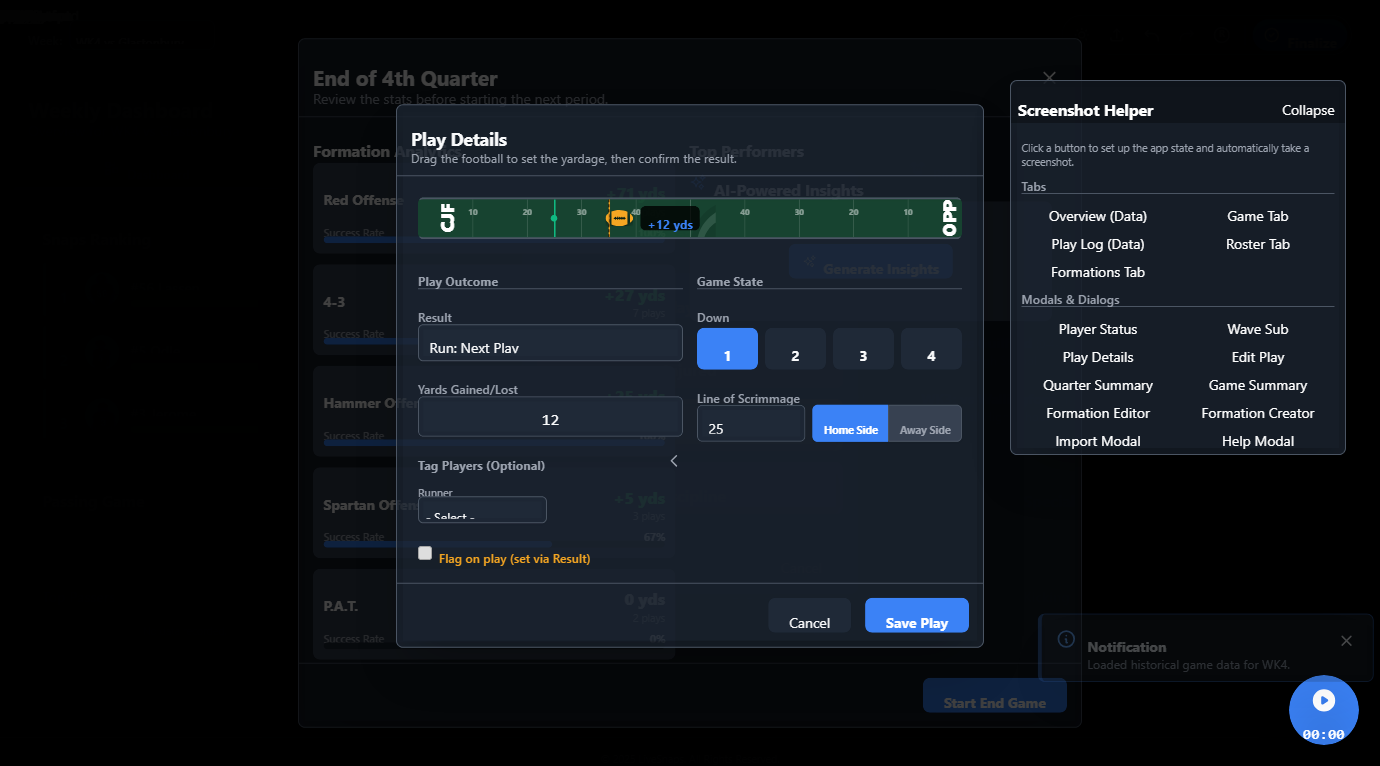 End of 4th Quarter
Review the stats before starting the next period.
Formation Analytics
Top Performers
Red Offense
+71 yds
Success Rate
AI-Powered Insights
Generate Insights
4-3
+27 yds
Success Rate
Hammer Offense
Success Rate
Spartan Offense
+5 yds
3 plays
Success Rate
67%
P.A.T.
0 yds
2 plays
Success Rate
0%
Start End Game
Play Details
Drag the football to set the yardage, then confirm the result.
CJF
10
20
30
40
+12 yds
40
30
20
10
OPP
Play Outcome
Result
Run: Next Play
Yards Gained/Lost
12
Tag Players (Optional)
Runner
- Select -
Flag on play (set via Result)
Game State
Down
1
2
3
4
Line of Scrimmage
25
Home Side
Away Side
Cancel
Save Play
Screenshot Helper
Collapse
Click a button to set up the app state and automatically take a
screenshot.
Tabs
Overview (Data)
Game Tab
Play Log (Data)
Roster Tab
Formations Tab
Modals & Dialogs
Player Status
Wave Sub
Play Details
Edit Play
Quarter Summary
Game Summary
Formation Editor
Formation Creator
Import Modal
Help Modal
Notification
Loaded historical game data for WK4.
00:00